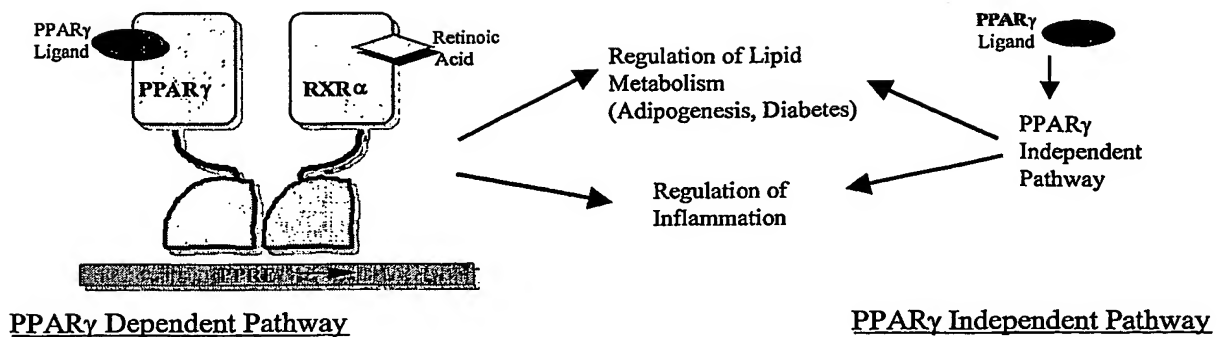 PPARγ
Ligand
PPARγ
RXRα
Retinoic
Acid
PPRE
Regulation of Lipid
Metabolism
(Adipogenesis, Diabetes)
Regulation of
Inflammation
PPARγ
Ligand
PPARγ
Independent
Pathway
PPARγ Dependent Pathway
PPARγ Independent Pathway